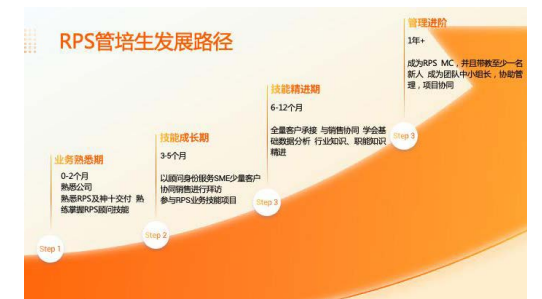 RPS管培生发展路径
业务熟悉期
0-2个月
熟悉公司
熟悉RPS及神十交付 熟
练掌握RPS顾问技能
Step 1
技能成长期
3-5个月
以顾问身份服务SME少量客户
协同销售进行拜访
参与RPS业务技能项目
Step 2
技能精进期
6-12个月
全量客户承接 与销售协同 学会基
础数据分析 行业知识、职能知识
精进
Step 3
管理进阶
1年+
成为RPS MC，并且带教至少一名
新人 成为团队中小组长，协助管
理，项目协同
Step 3